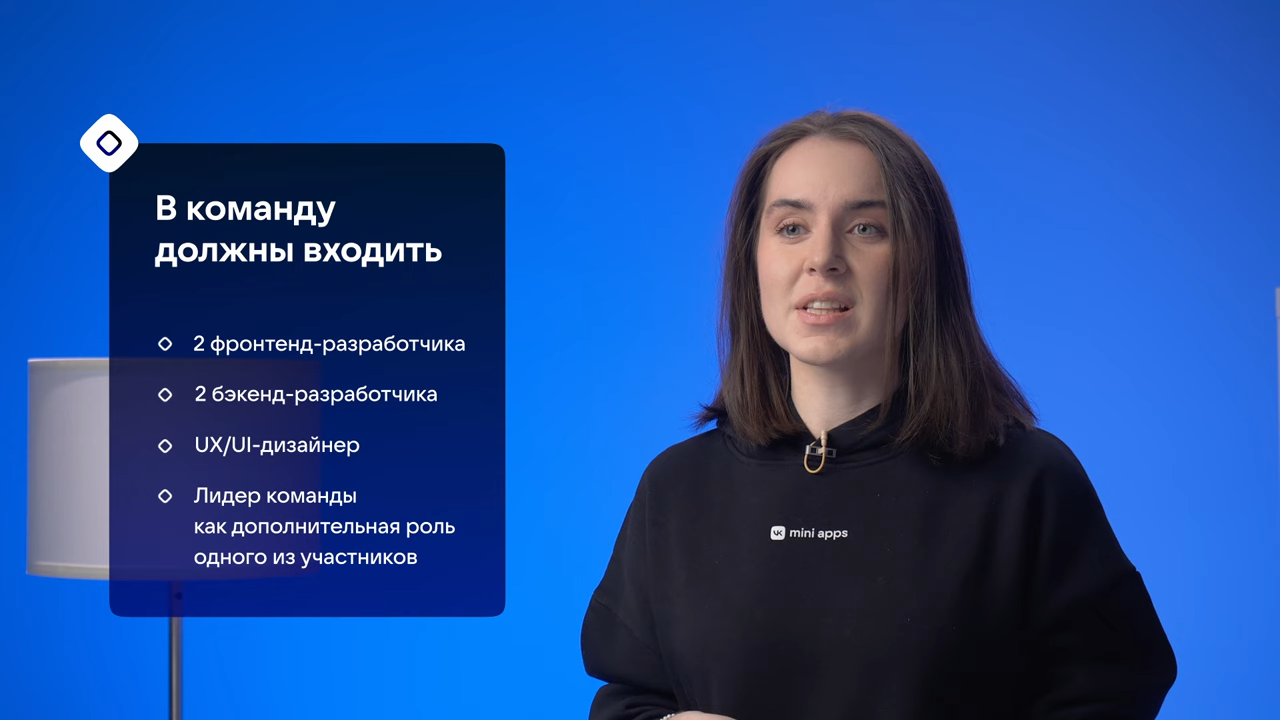 В команду
должны входить
2 фронтенд-разработчика
2 бэкенд-разработчика
UX/UI-дизайнер
Лидер команды
как дополнительная роль
одного из участников
VK mini apps